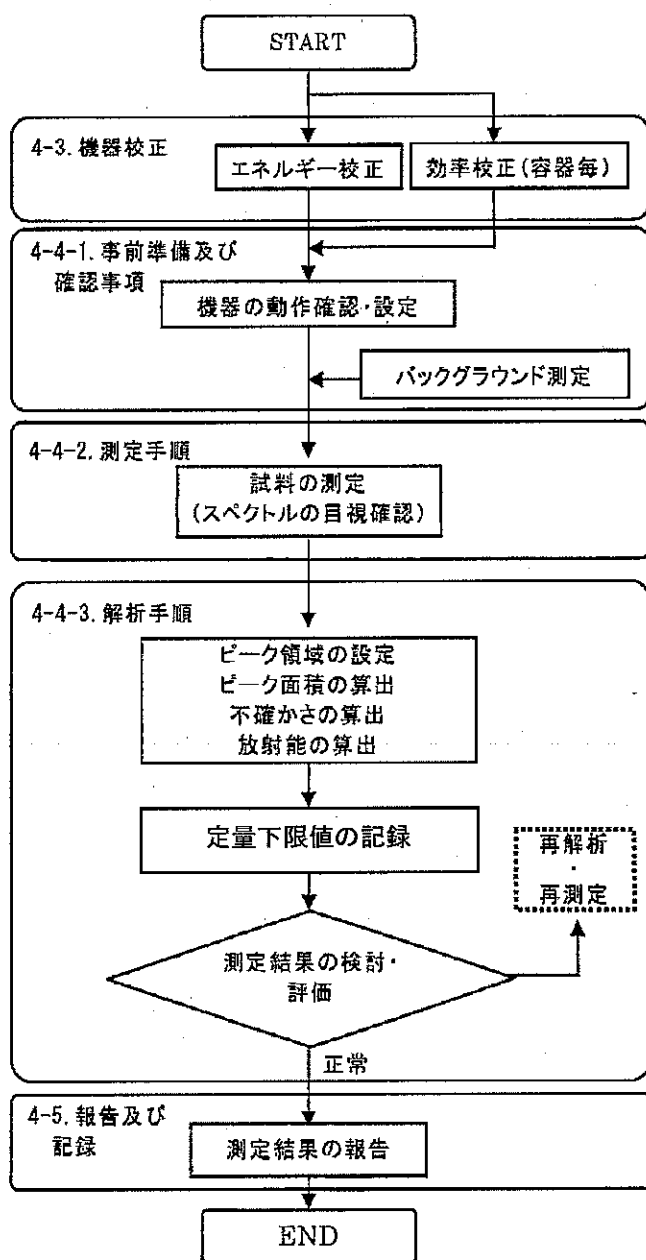 START
4-3. 機器校正
エネルギー校正
効率校正(容器毎)
4-4-1. 事前準備及び
確認事項
機器の動作確認・設定
バックグラウンド測定
4-4-2. 測定手順
試料の測定
(スペクトルの目視確認)
4-4-3. 解析手順
ピーク領域の設定
ピーク面積の算出
不確かさの算出
放射能の算出
定量下限値の記録
再解析
・
再測定
測定結果の検討・
評価
正常
4-5. 報告及び
記録
測定結果の報告
END